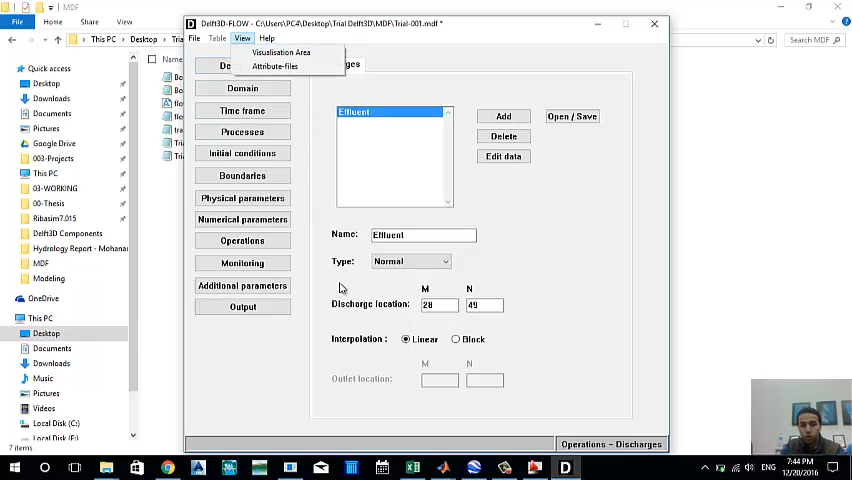 MDF
File
Home
Share
View
This PC
Desktop
MDF
Search MDF
Quick access
Desktop
Downloads
Documents
Pictures
Google Drive
003-Projects
This PC
03-WORKING
00-Thesis
Ribasim7.015
Delft3D Components
Hydrology Report - Mohana
MDF
Modeling
OneDrive
This PC
Desktop
Documents
Downloads
Music
Pictures
Videos
Local Disk (C:)
7 items
Delft3D-FLOW - C:\Users\PC4\Desktop\Trial Delft3D\MDF\Trial-001.mdf *
File Table View Help
Visualisation Area
Attribute-files
Domain
Time frame
Processes
Initial conditions
Boundaries
Physical parameters
Numerical parameters
Operations
Monitoring
Additional parameters
Output
Effluent
Add
Open / Save
Delete
Edit data
Name: Effluent
Type: Normal
M N
Discharge location: 28 49
Interpolation : Linear Block
M N
Outlet location:
Operations – Discharges
ENG
7:44 PM
12/20/2016